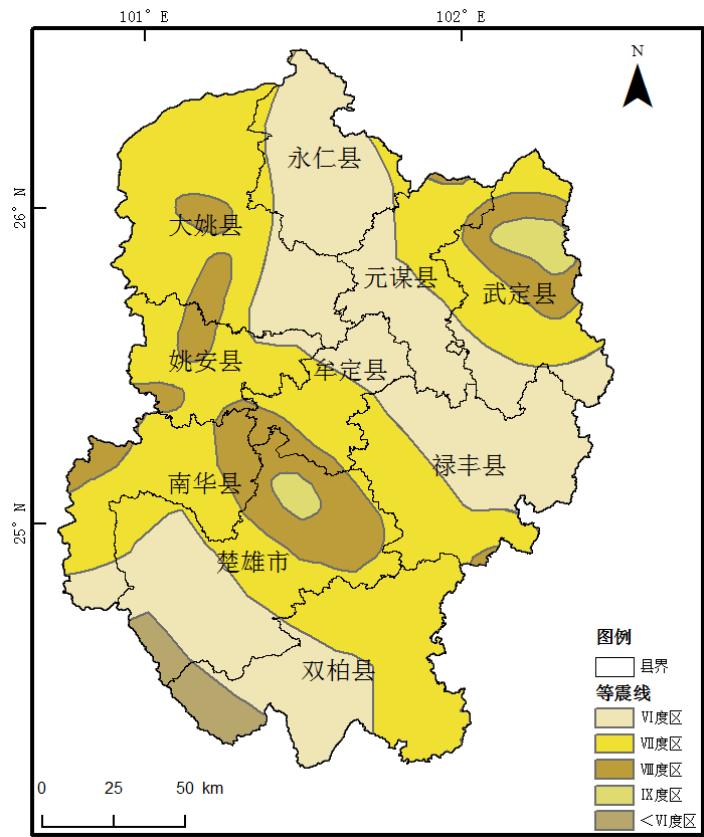 101° E
102° E
N
永仁县
26° N
大姚县
元谋县
武定县
姚安县
牟定县
禄丰县
南华县
25° N
楚雄市
双柏县
图例
县界
等震线
Ⅵ度区
Ⅶ度区
Ⅷ度区
Ⅸ度区
＜Ⅵ度区
0 25 50 km